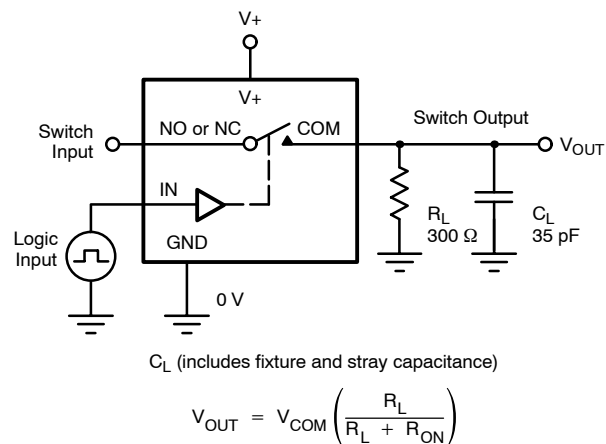 V+
V+
Switch Input
NO or NC
COM
Switch Output
V_OUT
IN
Logic Input
GND
0 V
R_L
300 Ω
C_L
35 pF
C_L (includes fixture and stray capacitance)
V_OUT = V_COM (R_L / (R_L + R_ON))